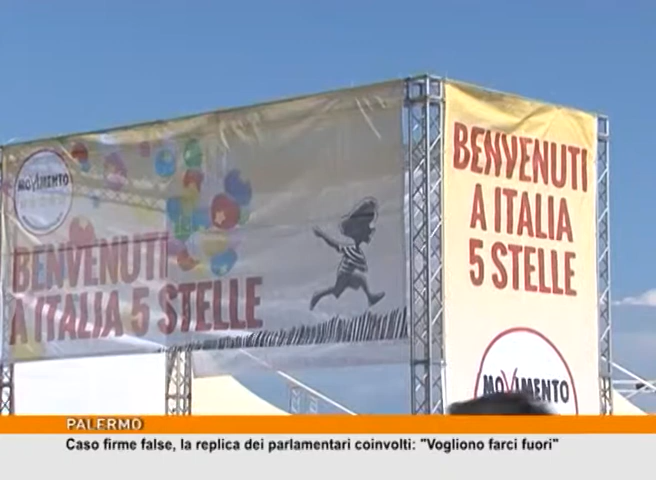 MOVIMENTO
BENVENUTI
A ITALIA 5 STELLE
BENVENUTI
A ITALIA
5 STELLE
MOVIMENTO
PALERMO
Caso firme false, la replica dei parlamentari coinvolti: "Vogliono farci fuori"